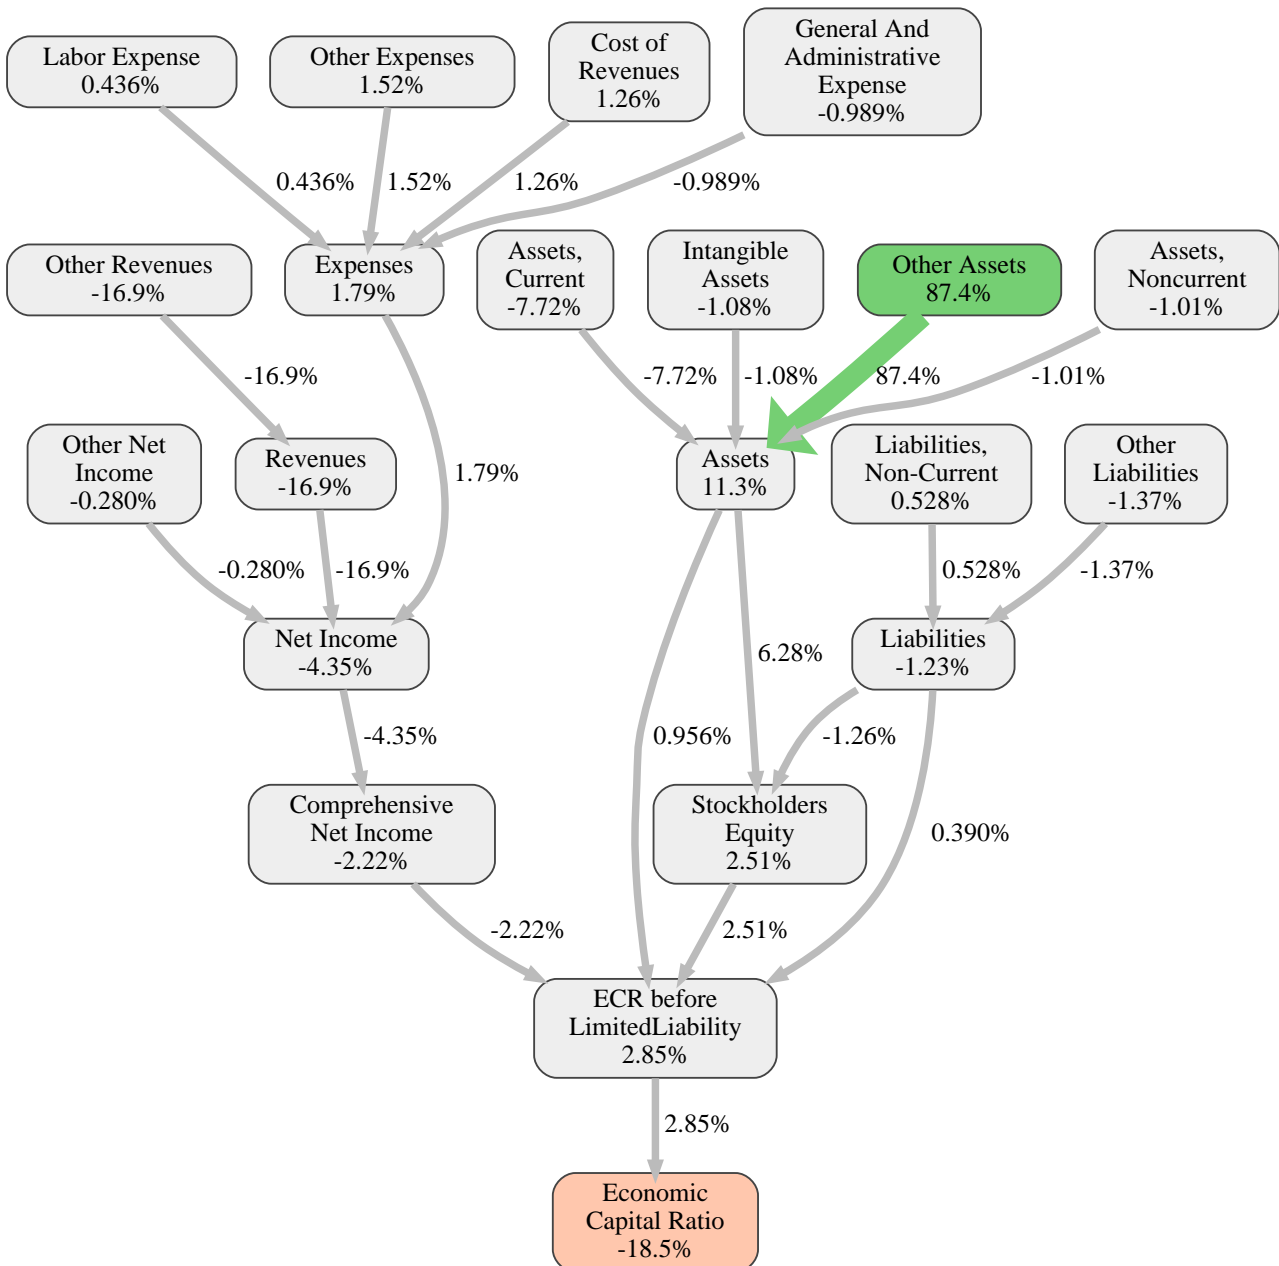 Labor Expense
0.436%
Other Expenses
1.52%
Cost of
Revenues
1.26%
General And
Administrative
Expense
-0.989%
0.436%
1.52%
1.26%
-0.989%
Other Revenues
-16.9%
Expenses
1.79%
Assets,
Current
-7.72%
Intangible
Assets
-1.08%
Other Assets
87.4%
Assets,
Noncurrent
-1.01%
-16.9%
-7.72%
-1.08%
87.4%
-1.01%
Other Net
Income
-0.280%
Revenues
-16.9%
1.79%
Assets
11.3%
Liabilities,
Non-Current
0.528%
Other
Liabilities
-1.37%
-0.280%
-16.9%
0.528%
-1.37%
Net Income
-4.35%
6.28%
Liabilities
-1.23%
-4.35%
0.956%
-1.26%
Comprehensive
Net Income
-2.22%
Stockholders
Equity
2.51%
0.390%
-2.22%
2.51%
ECR before
LimitedLiability
2.85%
2.85%
Economic
Capital Ratio
-18.5%